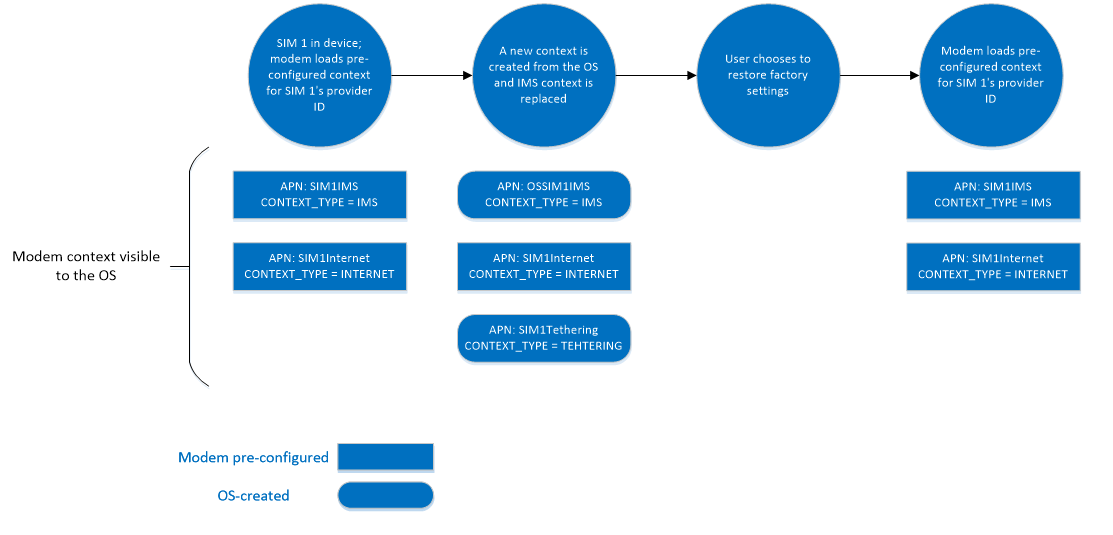 SIM 1 in device;
modem loads pre-
configured context
for SIM 1's provider
ID
A new context is
created from the OS
and IMS context is
replaced
User chooses to
restore factory
settings
Modem loads pre-
configured context
for SIM 1's provider
ID
Modem context visible
to the OS
APN: SIM1IMS
CONTEXT_TYPE = IMS
APN: OSSIM1IMS
CONTEXT_TYPE = IMS
APN: SIM1IMS
CONTEXT_TYPE = IMS
APN: SIM1Internet
CONTEXT_TYPE = INTERNET
APN: SIM1Internet
CONTEXT_TYPE = INTERNET
APN: SIM1Internet
CONTEXT_TYPE = INTERNET
APN: SIM1Tethering
CONTEXT_TYPE = TEHTERING
Modem pre-configured
OS-created